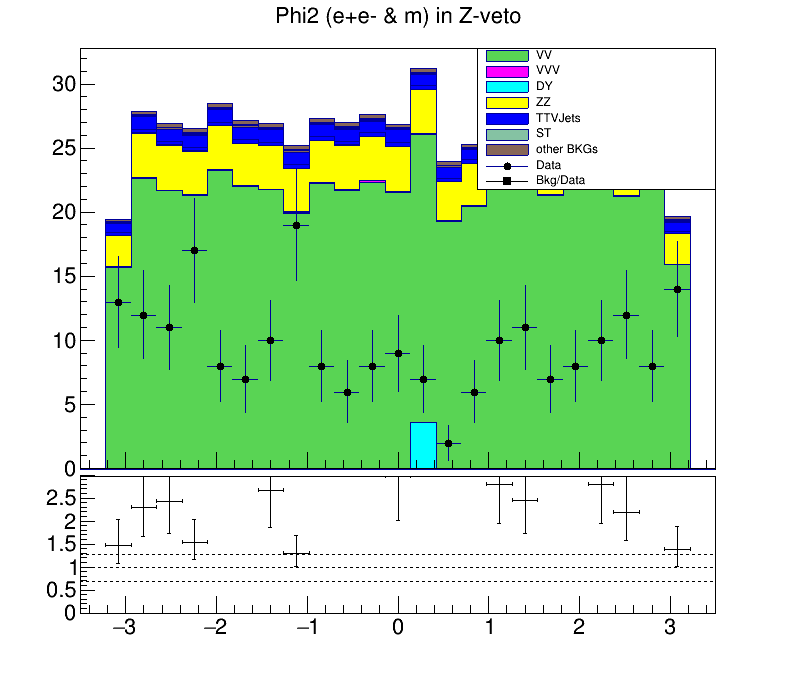 Phi2 (e+e- & m) in Z-veto
VV
VVV
DY
ZZ
TTVJets
ST
other BKGs
Data
Bkg/Data
30
25
20
15
10
5
0
2.5
2
1.5
1
0.5
0
−3 −2 −1 0 1 2 3